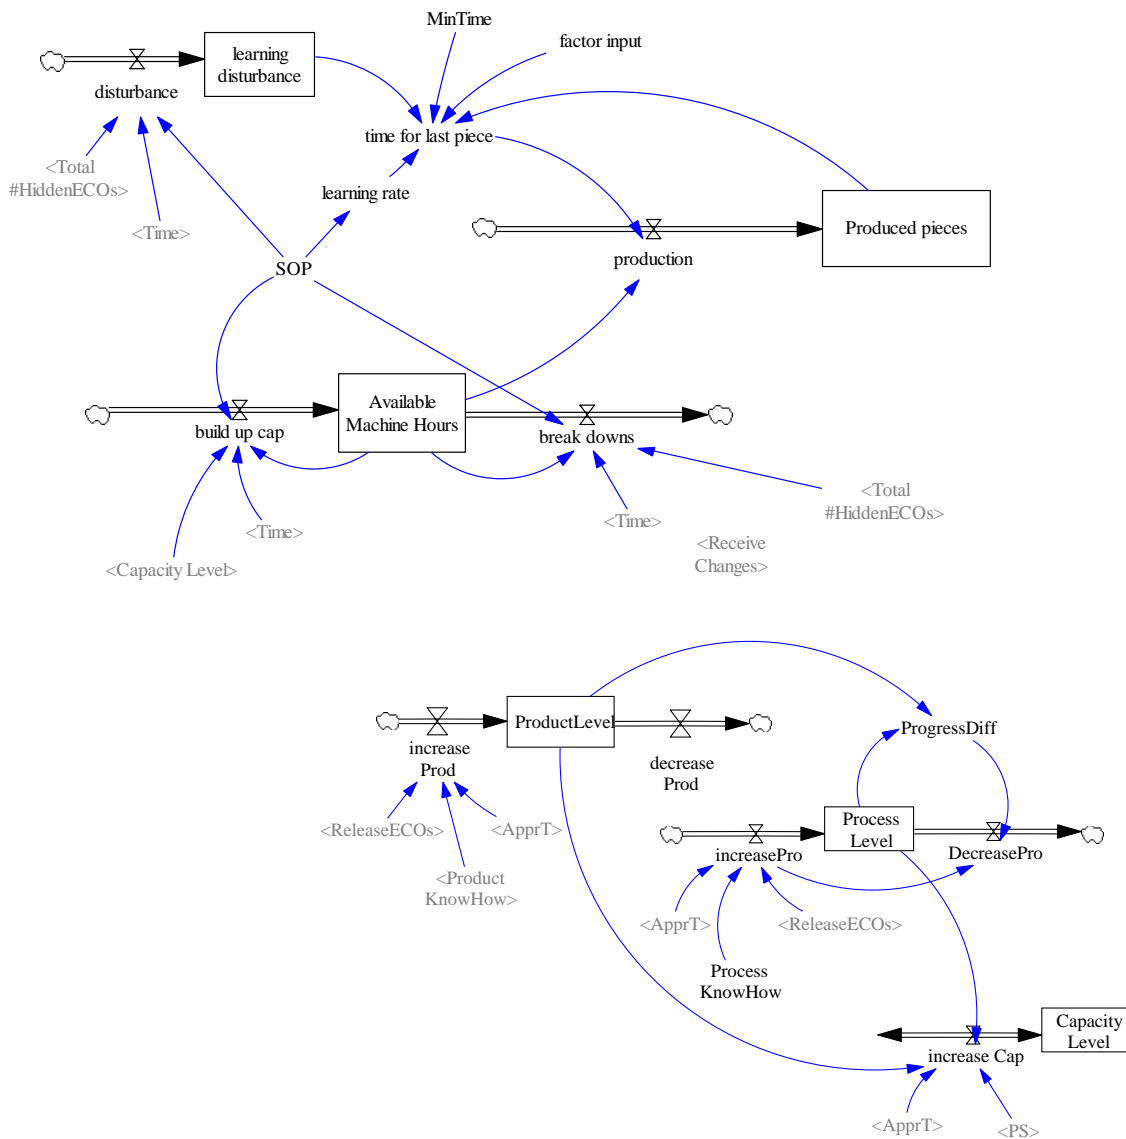 MinTime
factor input
learning
disturbance
disturbance
time for last piece
<Total
#HiddenECOs>
learning rate
<Time>
Produced pieces
production
SOP
Available
Machine Hours
build up cap
break downs
<Total
#HiddenECOs>
<Time>
<Time>
<Receive
Changes>
<Capacity Level>
ProductLevel
ProgressDiff
increase
Prod
decrease
Prod
<ReleaseECOs>
<ApprT>
Process
Level
increasePro
DecreasePro
<Product
KnowHow>
<ApprT>
<ReleaseECOs>
Process
KnowHow
Capacity
Level
increase Cap
<ApprT>
<PS>